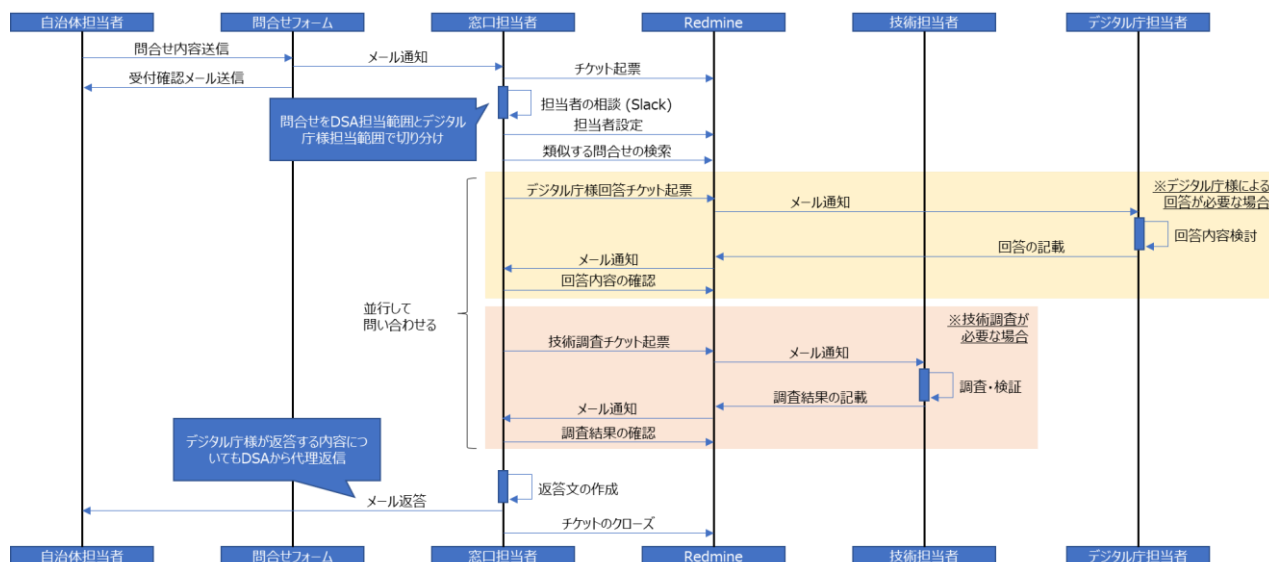 自治体担当者
問合せフォーム
窓口担当者
Redmine
技術担当者
デジタル庁担当者
問合せ内容送信
メール通知
チケット起票
受付確認メール送信
担当者の相談 (Slack)
問合せをDSA担当範囲とデジタル
庁様担当範囲で切り分け
担当者設定
類似する問合せの検索
※デジタル庁様による
回答が必要な場合
デジタル庁様回答チケット起票
メール通知
回答内容検討
回答の記載
メール通知
回答内容の確認
並行して
問い合わせる
※技術調査が
必要な場合
技術調査チケット起票
メール通知
調査・検証
調査結果の記載
メール通知
調査結果の確認
デジタル庁様が返答する内容につ
いてもDSAから代理返信
返答文の作成
メール返答
チケットのクローズ
自治体担当者
問合せフォーム
窓口担当者
Redmine
技術担当者
デジタル庁担当者